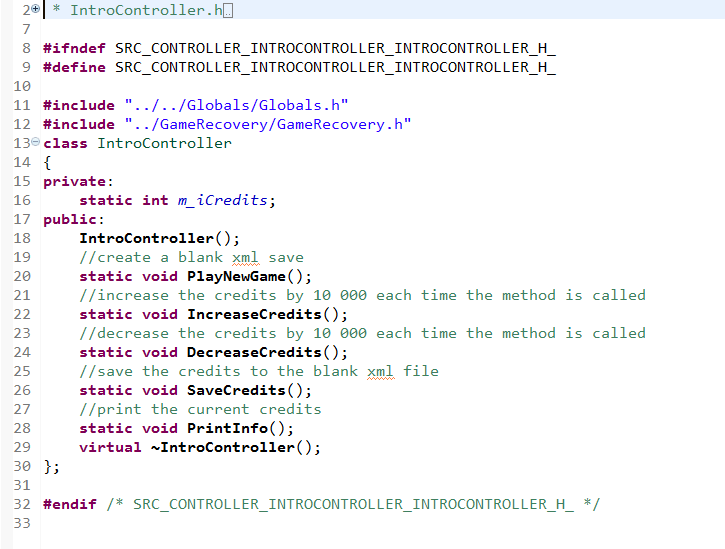 2 * IntroController.h
7
8 #ifndef SRC_CONTROLLER_INTROCONTROLLER_INTROCONTROLLER_H_
9 #define SRC_CONTROLLER_INTROCONTROLLER_INTROCONTROLLER_H_
10
11 #include "../../Globals/Globals.h"
12 #include "../GameRecovery/GameRecovery.h"
13 class IntroController
14 {
15 private:
16     static int m_iCredits;
17 public:
18     IntroController();
19     //create a blank xml save
20     static void PlayNewGame();
21     //increase the credits by 10 000 each time the method is called
22     static void IncreaseCredits();
23     //decrease the credits by 10 000 each time the method is called
24     static void DecreaseCredits();
25     //save the credits to the blank xml file
26     static void SaveCredits();
27     //print the current credits
28     static void PrintInfo();
29     virtual ~IntroController();
30 };
31
32 #endif /* SRC_CONTROLLER_INTROCONTROLLER_INTROCONTROLLER_H_ */
33